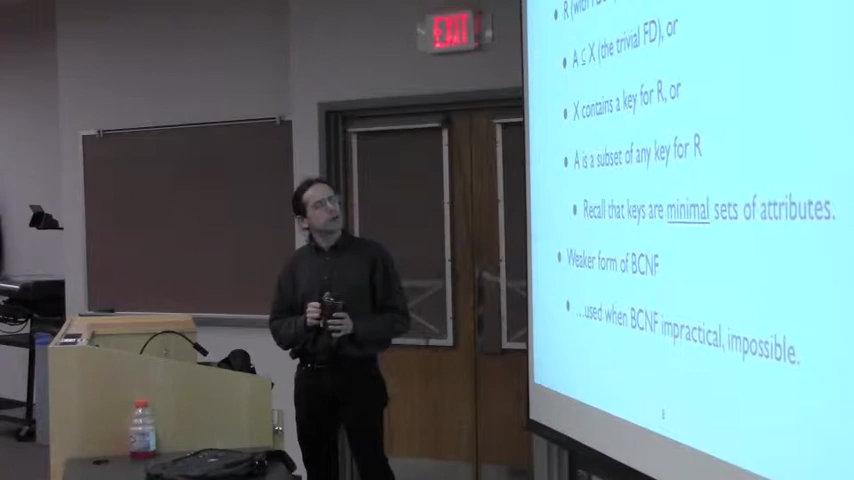 EXIT
A ⊆ X (the trivial FD), or
X contains a key for R, or
A is a subset of any key for R
Recall that keys are minimal sets of attributes.
Weaker form of BCNF
...used when BCNF impractical, impossible.